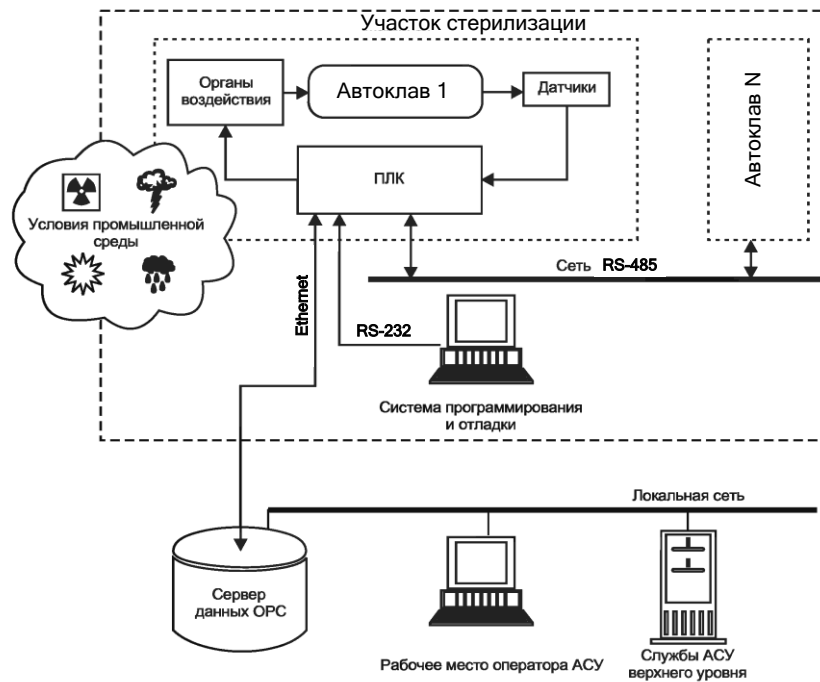 Участок стерилизации
Органы
воздействия
Автоклав 1
Датчики
Автоклав N
ПЛК
Условия промышленной
среды
Сеть RS-485
Ethernet
RS-232
Система программирования
и отладки
Локальная сеть
Сервер
данных OPC
Рабочее место оператора АСУ
Службы АСУ
верхнего уровня